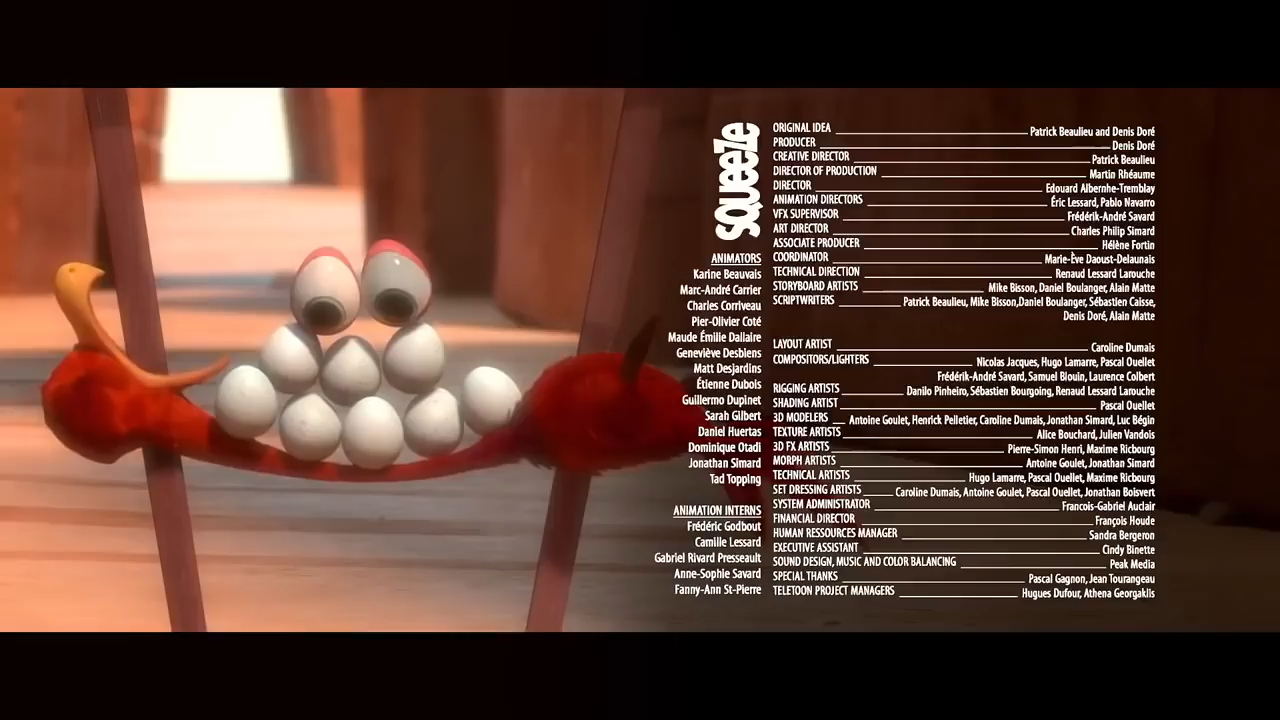 squeeze
ORIGINAL IDEA Patrick Beaulieu and Denis Doré
PRODUCER Denis Doré
CREATIVE DIRECTOR Patrick Beaulieu
DIRECTOR OF PRODUCTION Martin Rhéaume
DIRECTOR Edouard Albernhe-Tremblay
ANIMATION DIRECTORS Éric Lessard, Pablo Navarro
VFX SUPERVISOR Frédérik-André Savard
ART DIRECTOR Charles Philip Simard
ASSOCIATE PRODUCER Hélène Fortin
COORDINATOR Marie-Ève Daoust-Delaunais
TECHNICAL DIRECTION Renaud Lessard Larouche
STORYBOARD ARTISTS Mike Bisson, Daniel Boulanger, Alain Matte
SCRIPTWRITERS Patrick Beaulieu, Mike Bisson,Daniel Boulanger, Sébastien Caisse,
Denis Doré, Alain Matte
LAYOUT ARTIST Caroline Dumais
COMPOSITORS/LIGHTERS Nicolas Jacques, Hugo Lamarre, Pascal Ouellet
Frédérik-André Savard, Samuel Blouin, Laurence Colbert
RIGGING ARTISTS Danilo Pinheiro, Sébastien Bourgoing, Renaud Lessard Larouche
SHADING ARTIST Pascal Ouellet
3D MODELERS Antoine Goulet, Henrick Pelletier, Caroline Dumais, Jonathan Simard, Luc Bégin
TEXTURE ARTISTS Alice Bouchard, Julien Vandois
3D FX ARTISTS Pierre-Simon Henri, Maxime Ricbourg
MORPH ARTISTS Antoine Goulet, Jonathan Simard
TECHNICAL ARTISTS Hugo Lamarre, Pascal Ouellet, Maxime Ricbourg
SET DRESSING ARTISTS Caroline Dumais, Antoine Goulet, Pascal Ouellet, Jonathan Boisvert
SYSTEM ADMINISTRATOR Francois-Gabriel Auclair
FINANCIAL DIRECTOR François Houde
HUMAN RESSOURCES MANAGER Sandra Bergeron
EXECUTIVE ASSISTANT Cindy Binette
SOUND DESIGN, MUSIC AND COLOR BALANCING Peak Media
SPECIAL THANKS Pascal Gagnon, Jean Tourangeau
TELETOON PROJECT MANAGERS Hugues Dufour, Athena Georgaklis
ANIMATORS
Karine Beauvais
Marc-André Carrier
Charles Corriveau
Pier-Olivier Coté
Maude Émilie Dallaire
Geneviève Desbiens
Matt Desjardins
Étienne Dubois
Guillermo Dupinet
Sarah Gilbert
Daniel Huertas
Dominique Otadi
Jonathan Simard
Tad Topping
ANIMATION INTERNS
Frédéric Godbout
Camille Lessard
Gabriel Rivard Presseault
Anne-Sophie Savard
Fanny-Ann St-Pierre